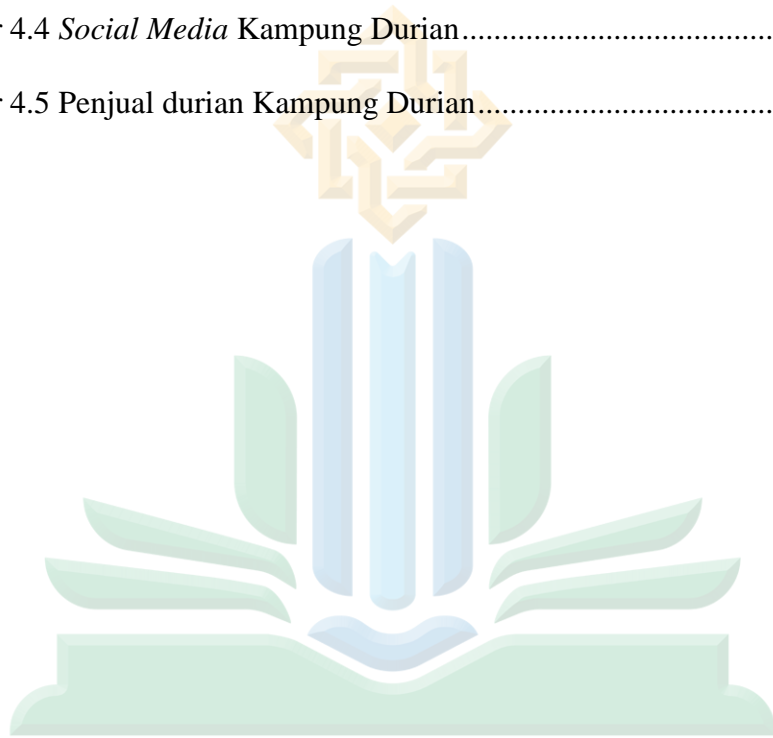 r 4.4 Social Media Kampung Durian.......................................
r 4.5 Penjual durian Kampung Durian.....................................